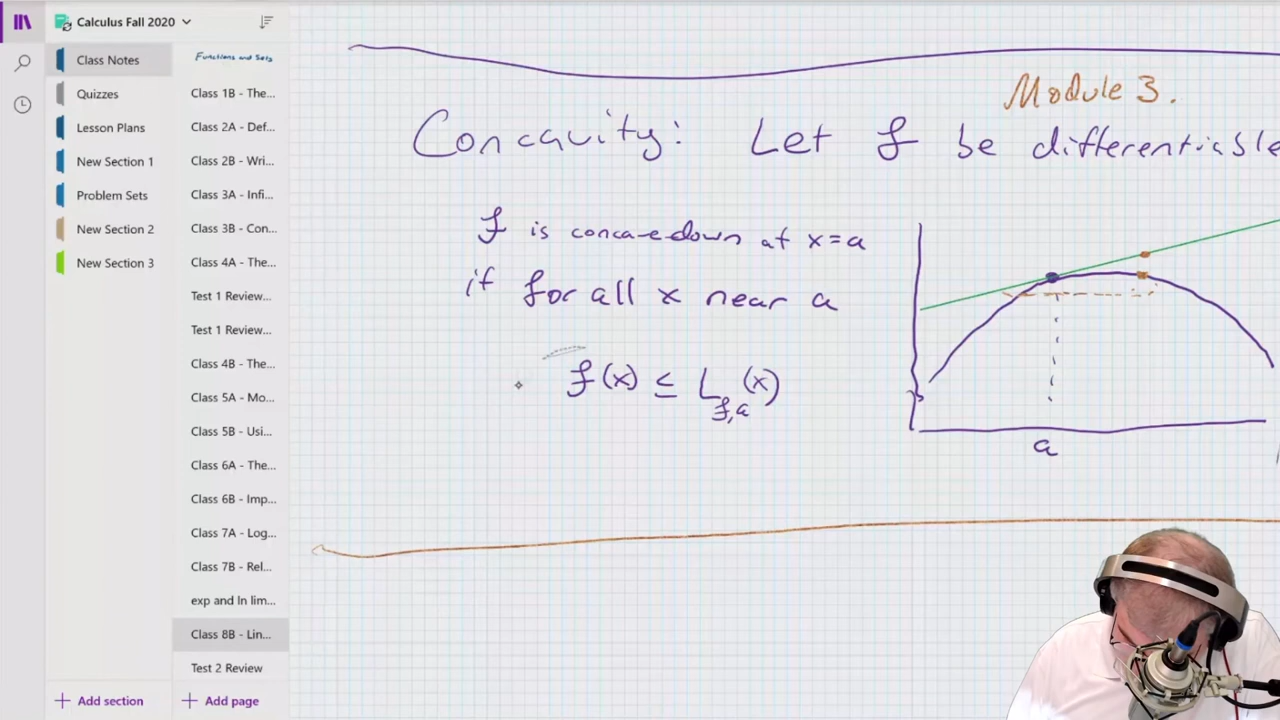 Calculus Fall 2020
Class Notes
Quizzes
Lesson Plans
New Section 1
Problem Sets
New Section 2
New Section 3
Add section
Functions and Sets
Class 1B - The...
Class 2A - Def...
Class 2B - Wri...
Class 3A - Infi...
Class 3B - Con...
Class 4A - The...
Test 1 Review...
Test 1 Review...
Class 4B - The...
Class 5A - Mo...
Class 5B - Usi...
Class 6A - The...
Class 6B - Imp...
Class 7A - Log...
Class 7B - Rel...
exp and ln lim...
Class 8B - Lin...
Test 2 Review
Add page
Module 3.
Concavity: Let f be differentiable
f is concave down at x=a
if for all x near a
f(x) ≤ L_{f,a}(x)
a